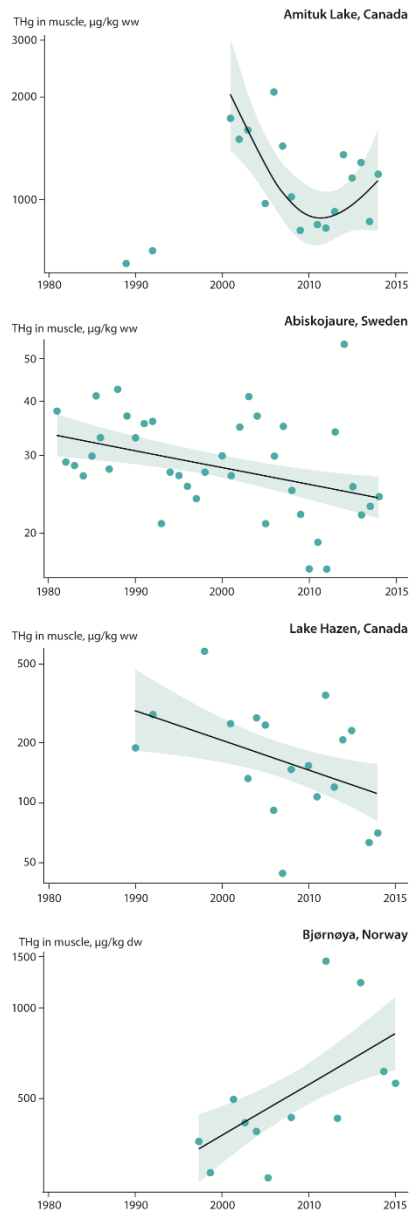 Amituk Lake, Canada
THg in muscle, µg/kg ww
3000
2000
1000
1980 1990 2000 2010 2015
Abiskojaure, Sweden
THg in muscle, µg/kg ww
50
40
30
20
1980 1990 2000 2010 2015
Lake Hazen, Canada
THg in muscle, µg/kg ww
500
200
100
50
1980 1990 2000 2010 2015
Bjørnøya, Norway
THg in muscle, µg/kg dw
1500
1000
500
1980 1990 2000 2010 2015